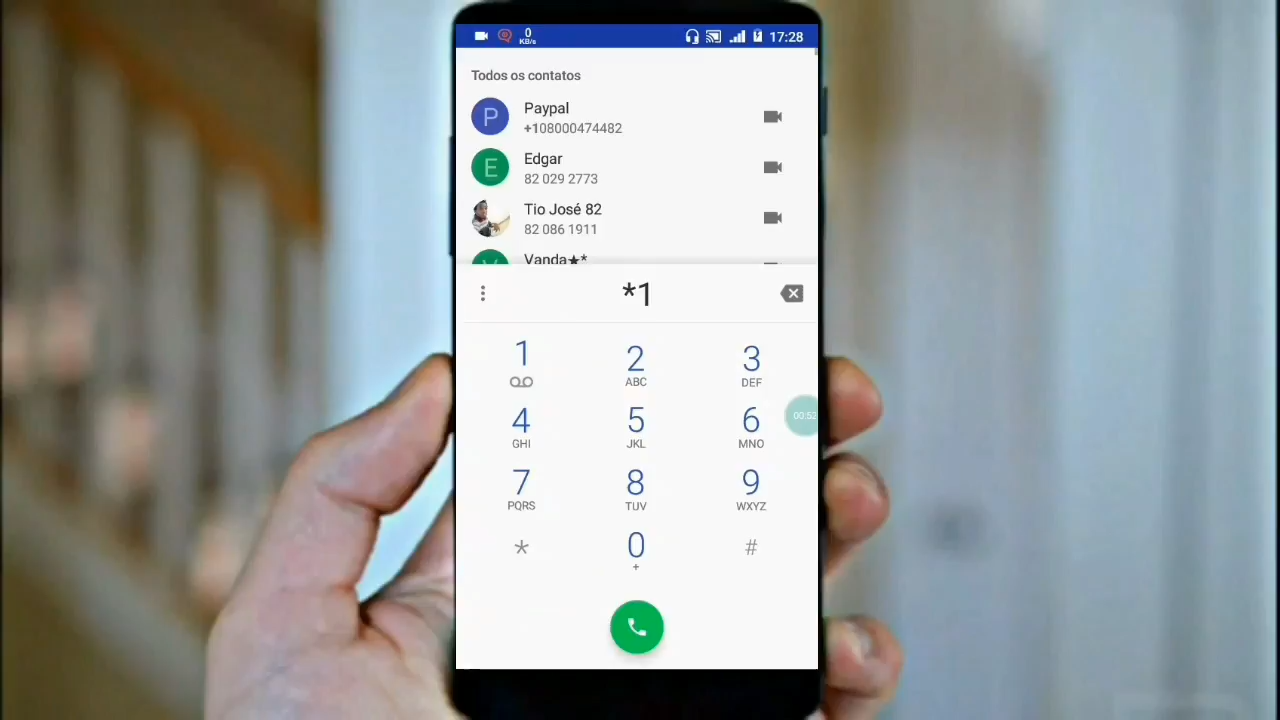 0
KB/s
17:28
Todos os contatos
P
Paypal
+108000474482
E
Edgar
82 029 2773
Tio José 82
82 086 1911
Vanda★*
*1
1
2
ABC
3
DEF
4
GHI
5
JKL
6
MNO
00:52
7
PQRS
8
TUV
9
WXYZ
*
0
+
#